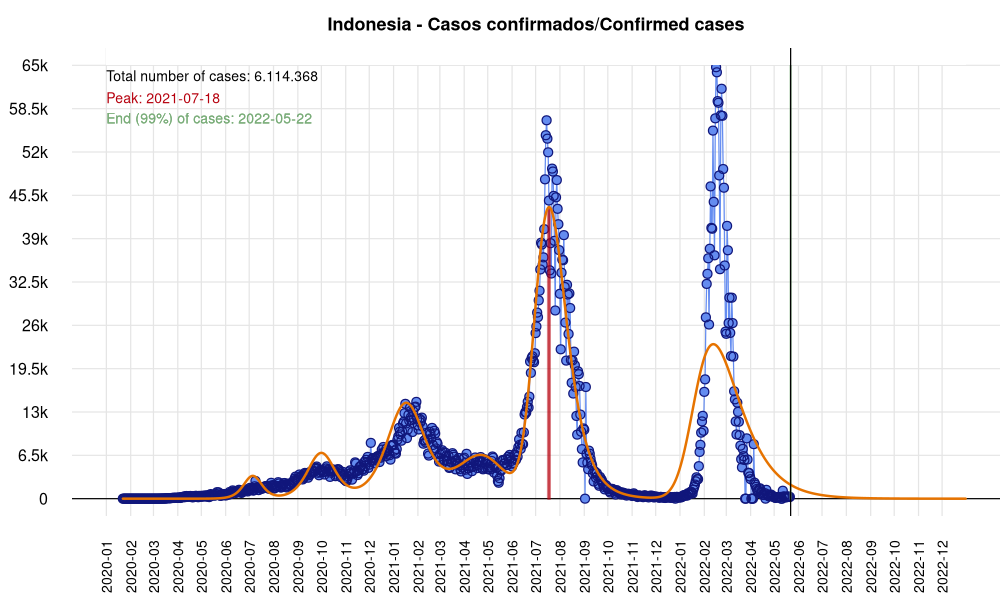 Indonesia - Casos confirmados/Confirmed cases
Total number of cases: 6.114.368
Peak: 2021-07-18
End (99%) of cases: 2022-05-22
65k
58.5k
52k
45.5k
39k
32.5k
26k
19.5k
13k
6.5k
0
2020-01
2020-02
2020-03
2020-04
2020-05
2020-06
2020-07
2020-08
2020-09
2020-10
2020-11
2020-12
2021-01
2021-02
2021-03
2021-04
2021-05
2021-06
2021-07
2021-08
2021-09
2021-10
2021-11
2021-12
2022-01
2022-02
2022-03
2022-04
2022-05
2022-06
2022-07
2022-08
2022-09
2022-10
2022-11
2022-12